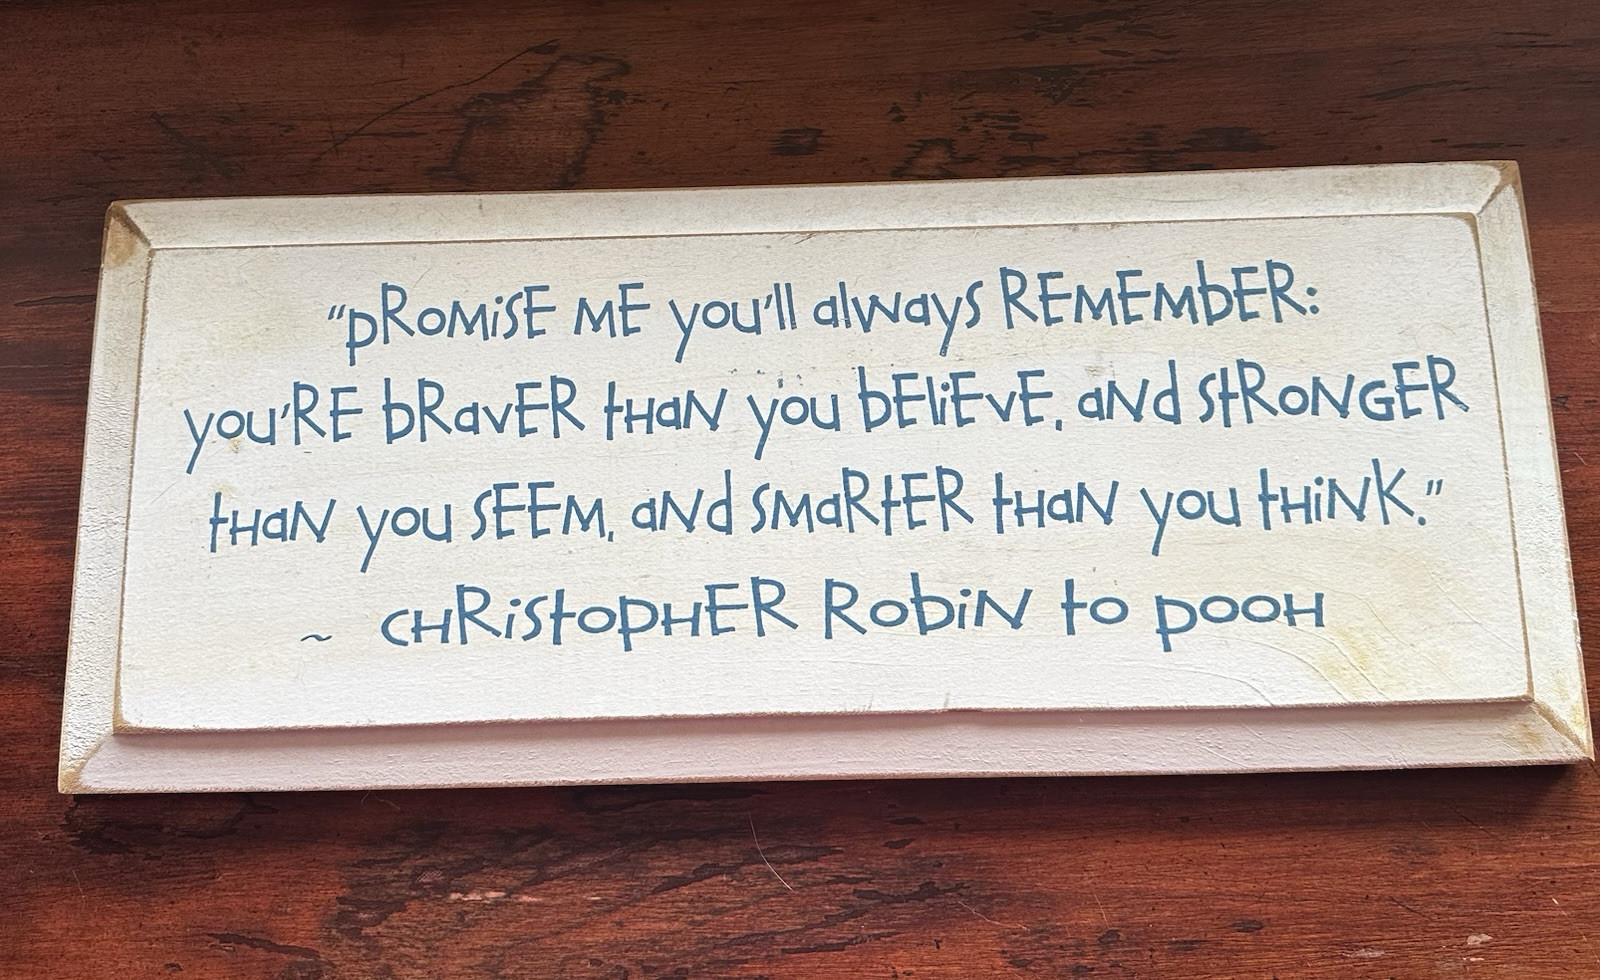 "PROMISE ME you'll always REMEMbER:
you'RE bRavER tHaN you bEliEvE, aNd stRoNGER
tHaN you SEEM, aNd SmaRtER tHaN you tHiNK."
~ CHRistopHER RobiN to pooH